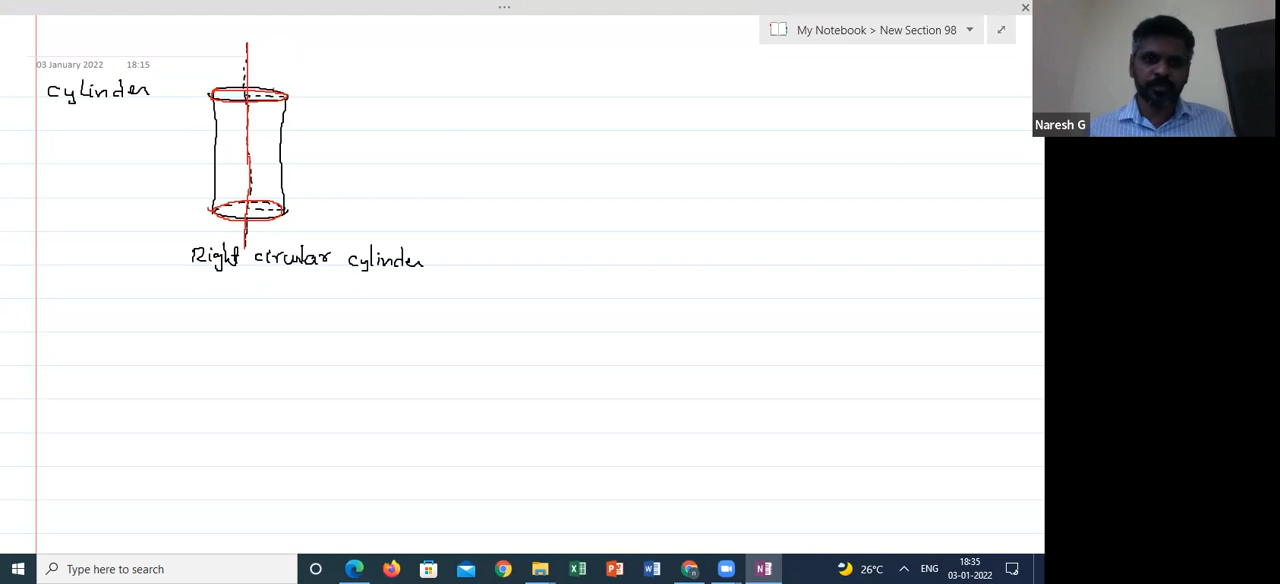 My Notebook > New Section 98
03 January 2022 18:15
cylinder
Right circular cylinder
Naresh G
Type here to search
26°C
ENG
18:35
03-01-2022